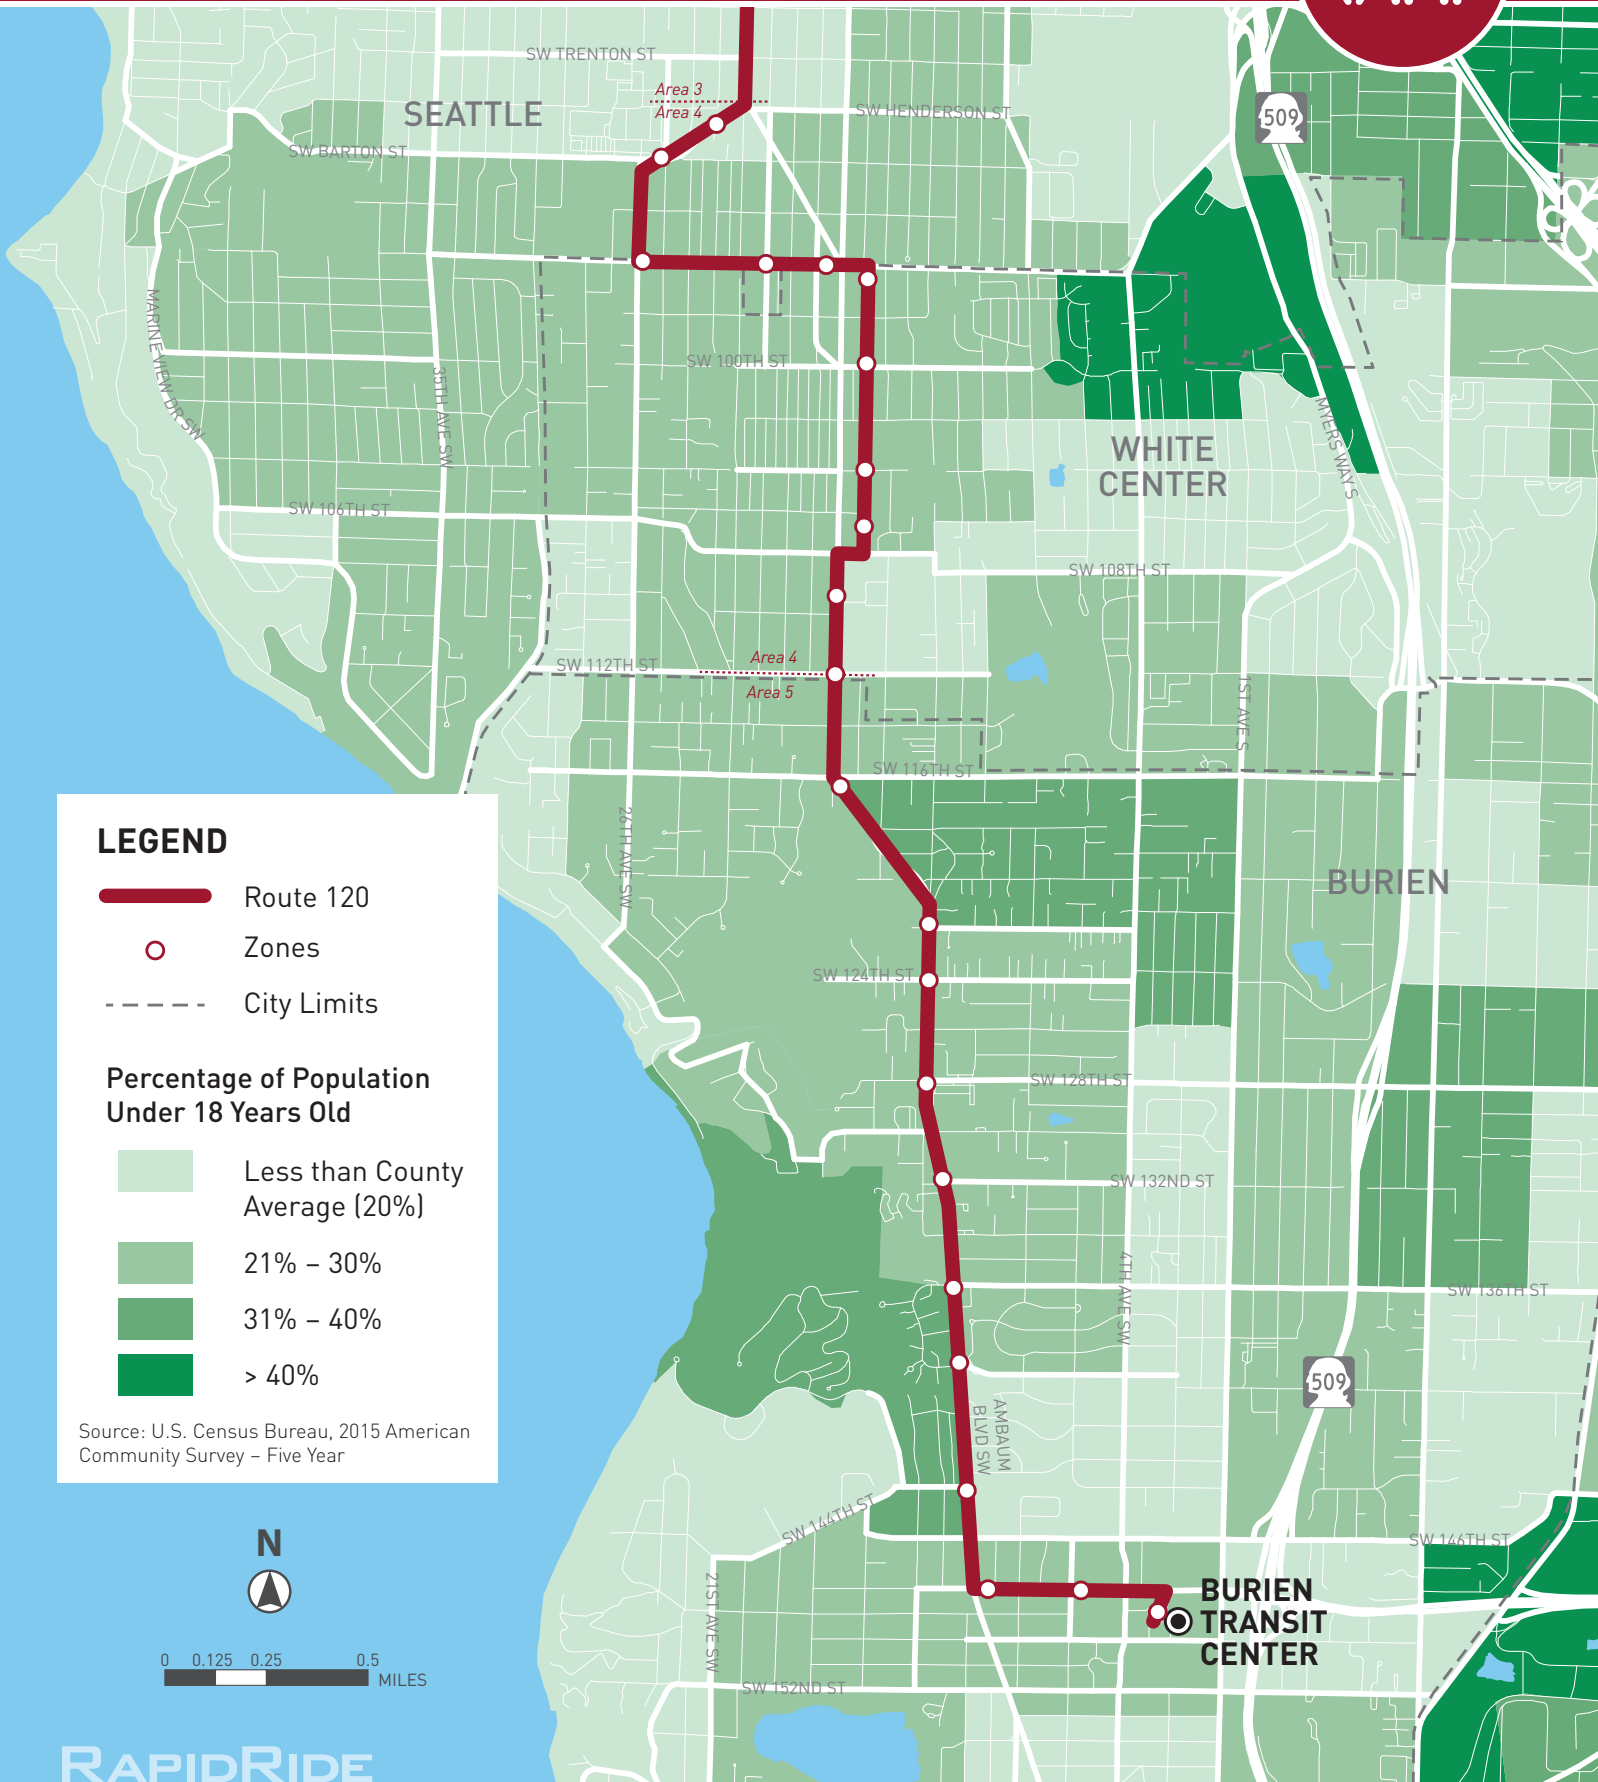 SW TRENTON ST
Area 3
Area 4
SEATTLE
SW HENDERSON ST
509
SW BARTON ST
MARINE VIEW DR SW
35TH AVE SW
SW 100TH ST
MYERS WAY S
WHITE
CENTER
SW 106TH ST
SW 108TH ST
Area 4
SW 112TH ST
Area 5
1ST AVE S
SW 116TH ST
26TH AVE SW
BURIEN
LEGEND
Route 120
Zones
City Limits
Percentage of Population
Under 18 Years Old
Less than County
Average (20%)
21% – 30%
31% – 40%
> 40%
Source: U.S. Census Bureau, 2015 American
Community Survey – Five Year
SW 124TH ST
SW 128TH ST
SW 132ND ST
4TH AVE SW
SW 136TH ST
509
AMBAUM
BLVD SW
SW 144TH ST
SW 146TH ST
21ST AVE SW
BURIEN
TRANSIT
CENTER
SW 152ND ST
N
0 0.125 0.25 0.5
MILES
RAPIDRIDE